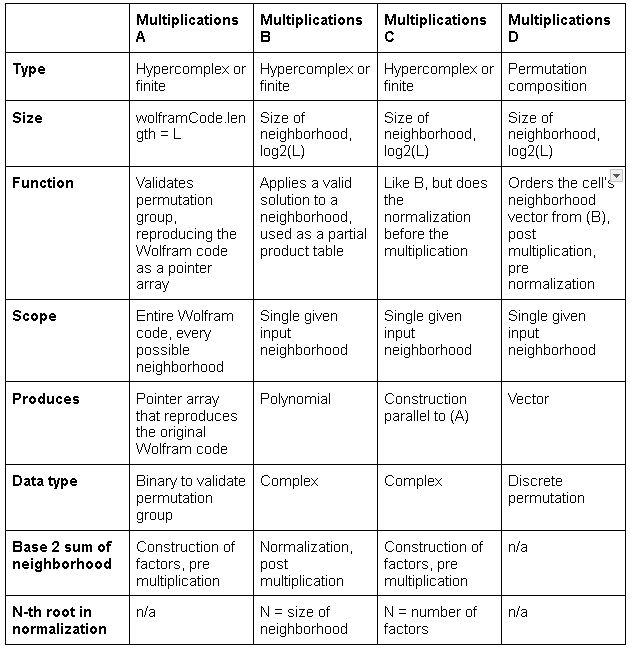 Multiplications A
Multiplications B
Multiplications C
Multiplications D
Type
Hypercomplex or
finite
Hypercomplex or
finite
Hypercomplex or
finite
Permutation
composition
Size
wolframCode.len
gth = L
Size of
neighborhood,
log2(L)
Size of
neighborhood,
log2(L)
Size of
neighborhood,
log2(L)
Function
Validates
permutation
group,
reproducing the
Wolfram code
as a pointer
array
Applies a valid
solution to a
neighborhood,
used as a partial
product table
Like B, but does
the
normalization
before the
multiplication
Orders the cell's
neighborhood
vector from (B),
post
multiplication,
pre
normalization
Scope
Entire Wolfram
code, every
possible
neighborhood
Single given
input
neighborhood
Single given
input
neighborhood
Single given
input
neighborhood
Produces
Pointer array
that reproduces
the original
Wolfram code
Polynomial
Construction
parallel to (A)
Vector
Data type
Binary to validate
permutation
group
Complex
Complex
Discrete
permutation
Base 2 sum of
neighborhood
Construction of
factors, pre
multiplication
Normalization,
post
multiplication
Construction of
factors, pre
multiplication
n/a
N-th root in
normalization
n/a
N = size of
neighborhood
N = number of
factors
n/a